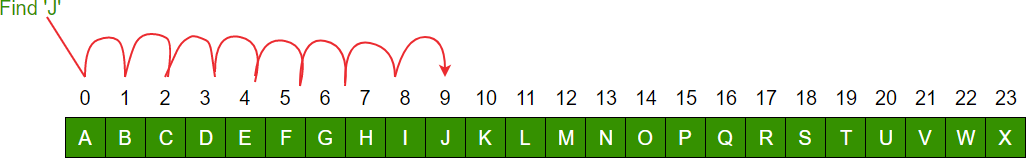 Find 'J'
0 1 2 3 4 5 6 7 8 9 10 11 12 13 14 15 16 17 18 19 20 21 22 23
A B C D E F G H I J K L M N O P Q R S T U V W X